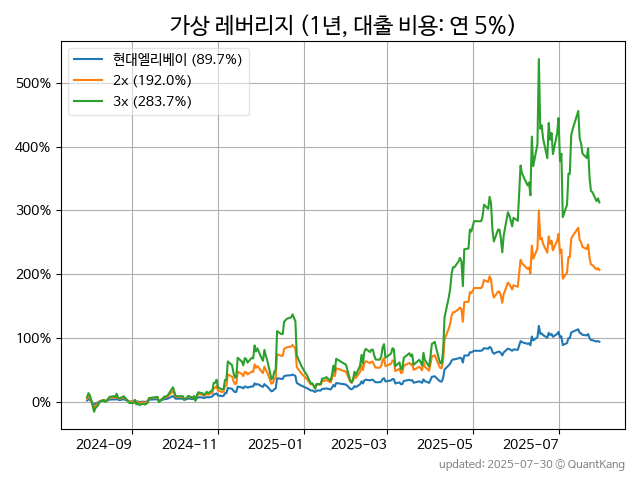 가상 레버리지 (1년, 대출 비용: 연 5%)
현대엘리베이 (89.7%)
2x (192.0%)
3x (283.7%)
500%
400%
300%
200%
100%
0%
2024-09 2024-11 2025-01 2025-03 2025-05 2025-07
updated: 2025-07-30 © QuantKang